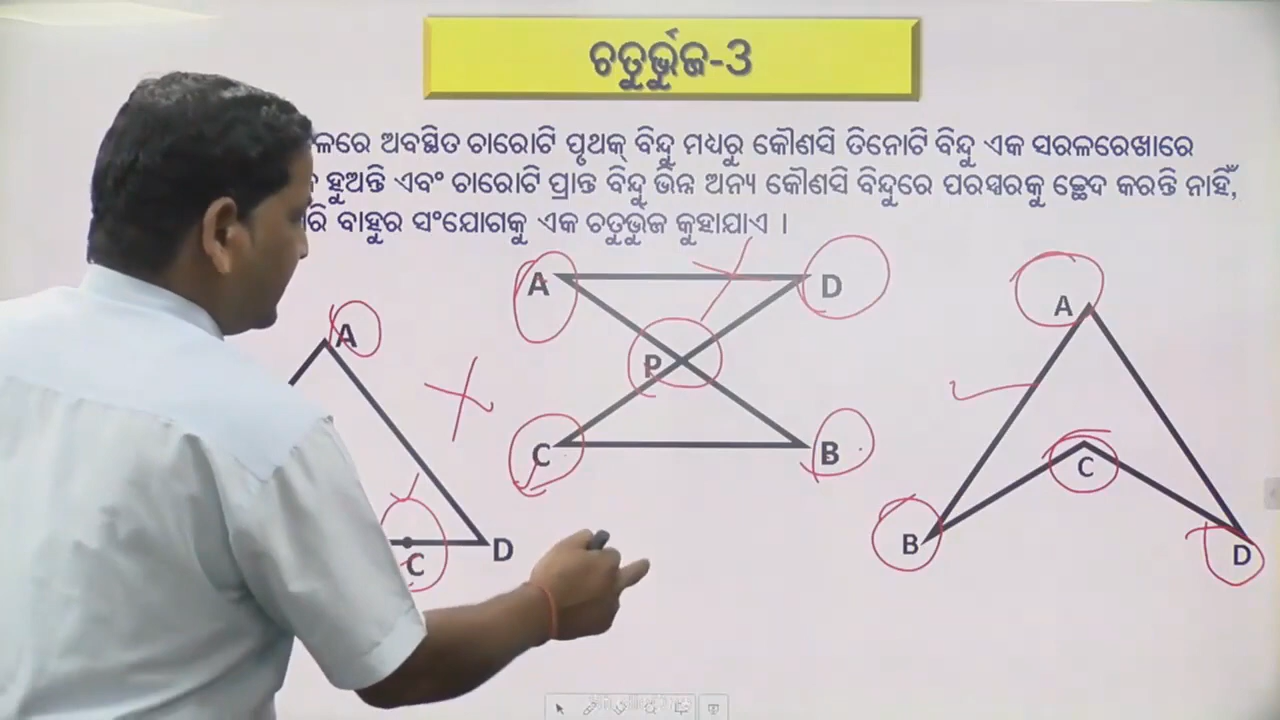 ଚତୁର୍ଭୁଜ-3
ଅବସ୍ଥିତ ଚାରୋଟି ପୃଥକ୍ ବିନ୍ଦୁ ମଧ୍ୟରୁ କୌଣସି ତିନୋଟି ବିନ୍ଦୁ ଏକ ସରଳରେଖାରେ
ହୁଅନ୍ତି ଏବଂ ଚାରୋଟି ପ୍ରାନ୍ତ ବିନ୍ଦୁ ଭିନ୍ନ ଅନ୍ୟ କୌଣସି ବିନ୍ଦୁରେ ପରସ୍ପରକୁ ଚ୍ଛେଦ କରନ୍ତି ନାହିଁ,
ବାହୁର ସଂଯୋଗକୁ ଏକ ଚତୁର୍ଭୁଜ କୁହାଯାଏ ।
A
C
D
A
D
P
C
B
A
B
C
D